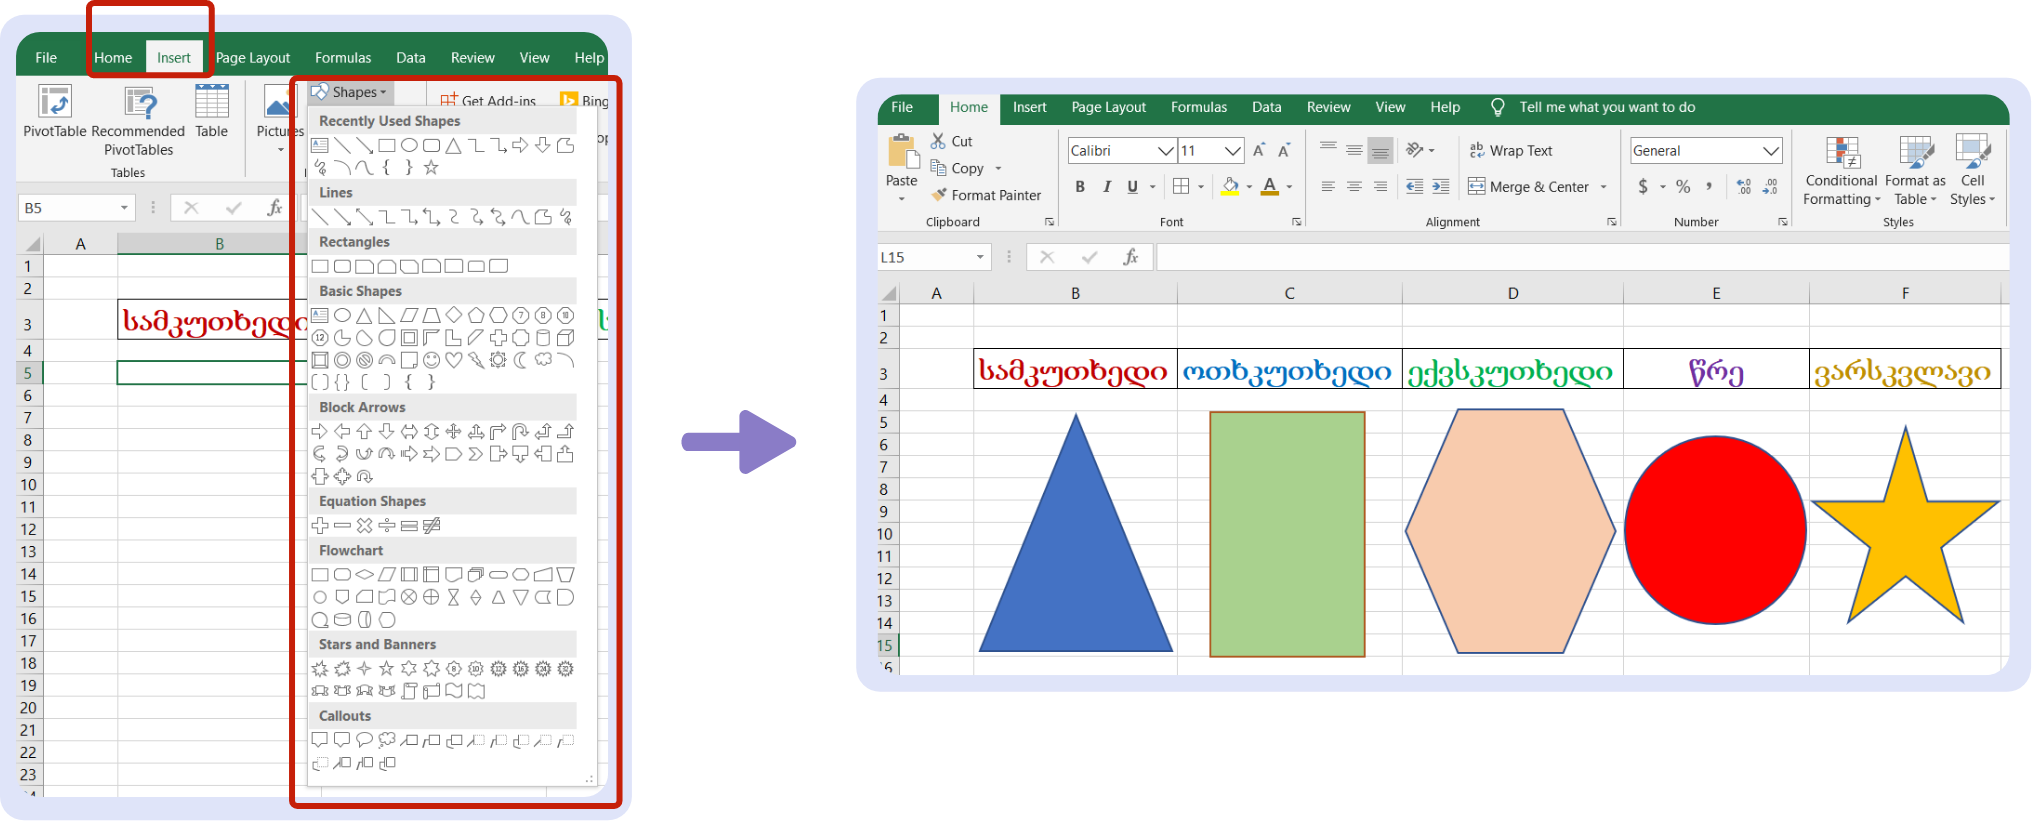 File Home Insert Page Layout Formulas Data Review View Help
Shapes Get Add-ins Bing
PivotTable Recommended PivotTables Table Pictures
Tables
B5 fx
A B
Recently Used Shapes
Lines
Rectangles
Basic Shapes
Block Arrows
Equation Shapes
Flowchart
Stars and Banners
Callouts
1
2
3 სამკუთხედი
4
5
6
7
8
9
10
11
12
13
14
15
16
17
18
19
20
21
22
23
File Home Insert Page Layout Formulas Data Review View Help Tell me what you want to do
Paste Cut
Copy
Format Painter
Clipboard
Calibri 11 A A
B I U A
Font
ab Wrap Text
Merge & Center
Alignment
General
$ % , .00 .00
Number
Conditional Formatting Format as Table Cell Styles
Styles
L15 fx
A B C D E F
1
2
3 სამკუთხედი ოთხკუთხედი ექვსკუთხედი წრე ვარსკვლავი
4
5
6
7
8
9
10
11
12
13
14
15
16